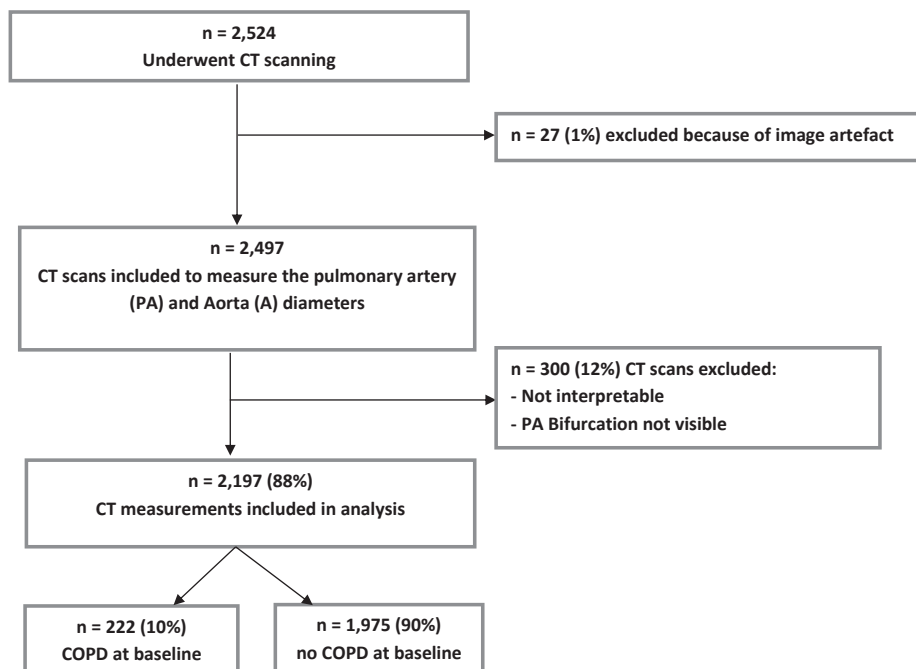 n = 2,524
Underwent CT scanning
n = 27 (1%) excluded because of image artefact
n = 2,497
CT scans included to measure the pulmonary artery
(PA) and Aorta (A) diameters
n = 300 (12%) CT scans excluded:
- Not interpretable
- PA Bifurcation not visible
n = 2,197 (88%)
CT measurements included in analysis
n = 222 (10%)
COPD at baseline
n = 1,975 (90%)
no COPD at baseline